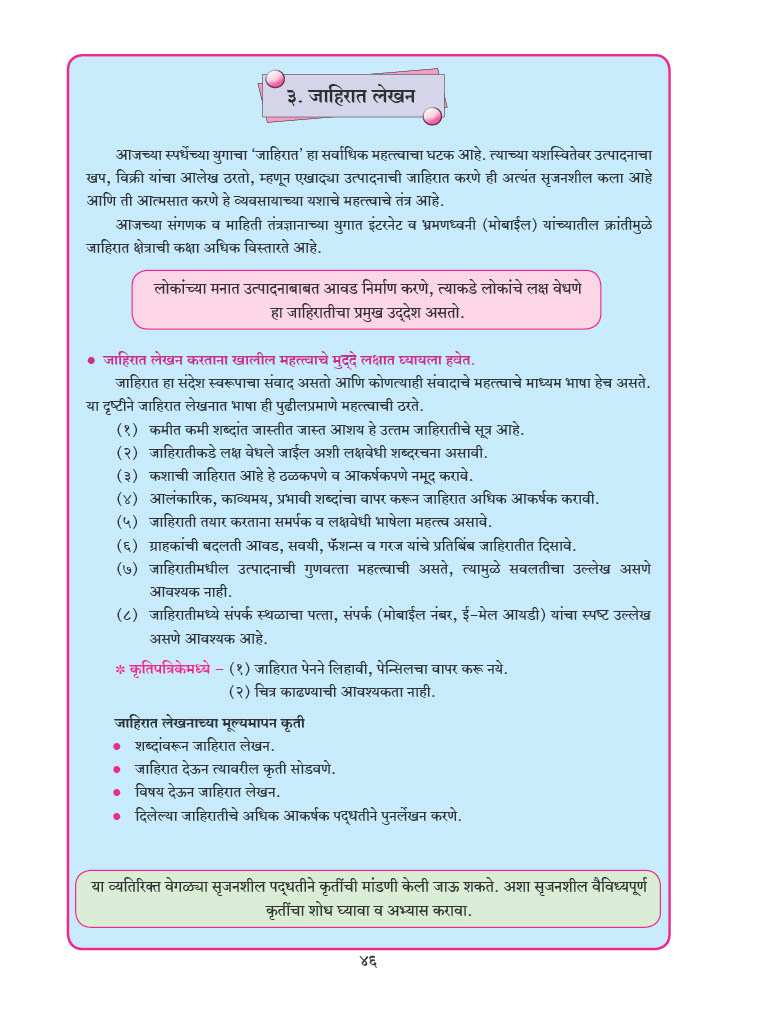 ३. जाहिरात लेखन
आजच्या स्पर्धेच्या युगाचा ‘जाहिरात’ हा सर्वाधिक महत्त्वाचा घटक आहे. त्याच्या यशस्वितेवर उत्पादनाचा
खप, विक्री यांचा आलेख ठरतो, म्हणून एखाद्या उत्पादनाची जाहिरात करणे ही अत्यंत सृजनशील कला आहे
आणि ती आत्मसात करणे हे व्यवसायाच्या यशाचे महत्त्वाचे तंत्र आहे.
आजच्या संगणक व माहिती तंत्रज्ञानाच्या युगात इंटरनेट व भ्रमणध्वनी (मोबाईल) यांच्यातील क्रांतीमुळे
जाहिरात क्षेत्राची कक्षा अधिक विस्तारते आहे.
लोकांच्या मनात उत्पादनाबाबत आवड निर्माण करणे, त्याकडे लोकांचे लक्ष वेधणे
हा जाहिरातीचा प्रमुख उद्देश असतो.
● जाहिरात लेखन करताना खालील महत्त्वाचे मुद्दे लक्षात घ्यायला हवेत.
जाहिरात हा संदेश स्वरूपाचा संवाद असतो आणि कोणत्याही संवादाचे महत्त्वाचे माध्यम भाषा हेच असते.
या दृष्टीने जाहिरात लेखनात भाषा ही पुढीलप्रमाणे महत्त्वाची ठरते.
(१) कमीत कमी शब्दांत जास्तीत जास्त आशय हे उत्तम जाहिरातीचे सूत्र आहे.
(२) जाहिरातीकडे लक्ष वेधले जाईल अशी लक्षवेधी शब्दरचना असावी.
(३) कशाची जाहिरात आहे हे ठळकपणे व आकर्षकपणे नमूद करावे.
(४) आलंकारिक, काव्यमय, प्रभावी शब्दांचा वापर करून जाहिरात अधिक आकर्षक करावी.
(५) जाहिराती तयार करताना समर्पक व लक्षवेधी भाषेला महत्त्व असावे.
(६) ग्राहकांची बदलती आवड, सवयी, फॅशन्स व गरज यांचे प्रतिबिंब जाहिरातीत दिसावे.
(७) जाहिरातीमधील उत्पादनाची गुणवत्ता महत्त्वाची असते, त्यामुळे सवलतीचा उल्लेख असणे
आवश्यक नाही.
(८) जाहिरातीमध्ये संपर्क स्थळाचा पत्ता, संपर्क (मोबाईल नंबर, ई-मेल आयडी) यांचा स्पष्ट उल्लेख
असणे आवश्यक आहे.
✽ कृतिपत्रिकेमध्ये – (१) जाहिरात पेनने लिहावी, पेन्सिलचा वापर करू नये.
(२) चित्र काढण्याची आवश्यकता नाही.
जाहिरात लेखनाच्या मूल्यमापन कृती
● शब्दांवरून जाहिरात लेखन.
● जाहिरात देऊन त्यावरील कृती सोडवणे.
● विषय देऊन जाहिरात लेखन.
● दिलेल्या जाहिरातीचे अधिक आकर्षक पद्धतीने पुनर्लेखन करणे.
या व्यतिरिक्त वेगळ्या सृजनशील पद्धतीने कृतींची मांडणी केली जाऊ शकते. अशा सृजनशील वैविध्यपूर्ण
कृतींचा शोध घ्यावा व अभ्यास करावा.
४६